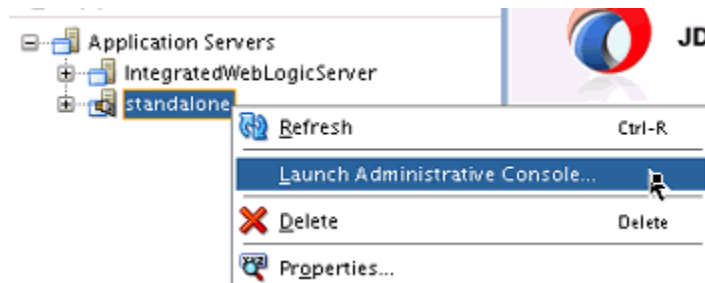 Application Servers
JD
IntegratedWebLogicServer
standalone
Refresh Ctrl-R
Launch Administrative Console...
Delete Delete
Properties...